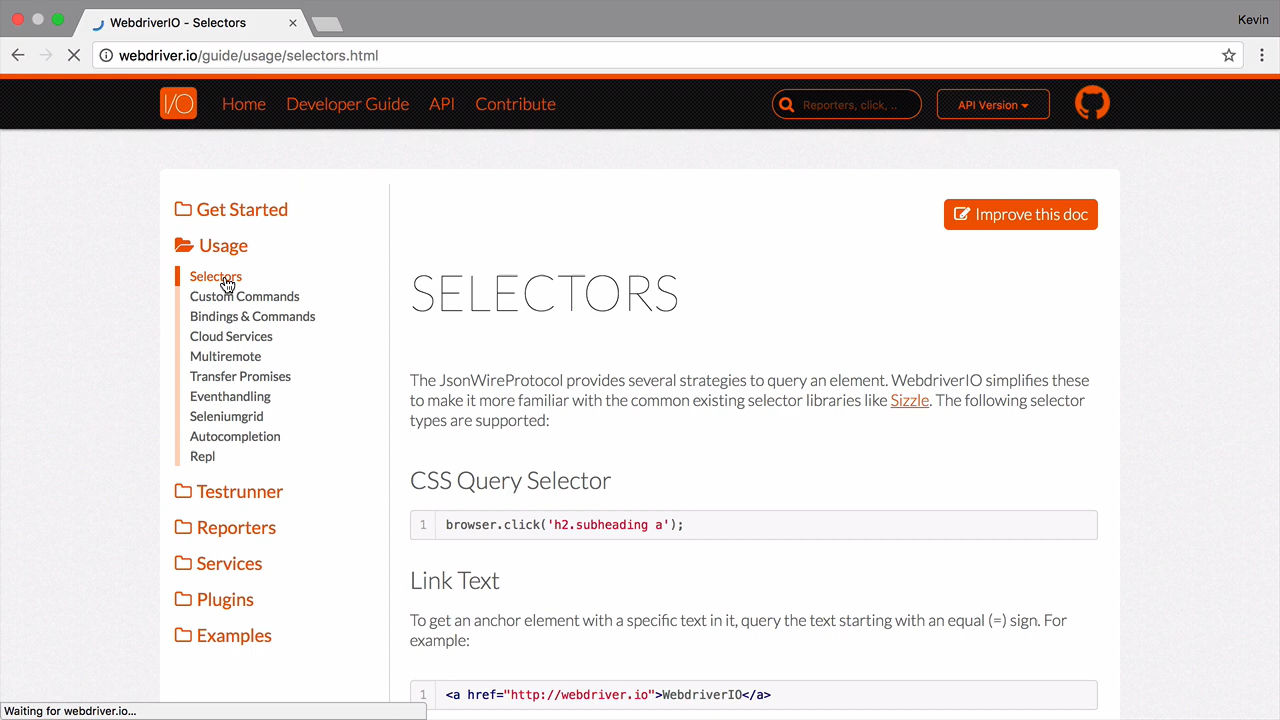 WebdriverIO - Selectors
Kevin
webdriver.io/guide/usage/selectors.html
I/O Home Developer Guide API Contribute Reporters, click, .. API Version
Get Started
Improve this doc
Usage
Selectors
Custom Commands
Bindings & Commands
Cloud Services
Multiremote
Transfer Promises
Eventhandling
Seleniumgrid
Autocompletion
Repl
Testrunner
Reporters
Services
Plugins
Examples
SELECTORS
The JsonWireProtocol provides several strategies to query an element. WebdriverIO simplifies these
to make it more familiar with the common existing selector libraries like Sizzle. The following selector
types are supported:
CSS Query Selector
1 browser.click('h2.subheading a');
Link Text
To get an anchor element with a specific text in it, query the text starting with an equal (=) sign. For
example:
1 <a href="http://webdriver.io">WebdriverIO</a>
Waiting for webdriver.io...